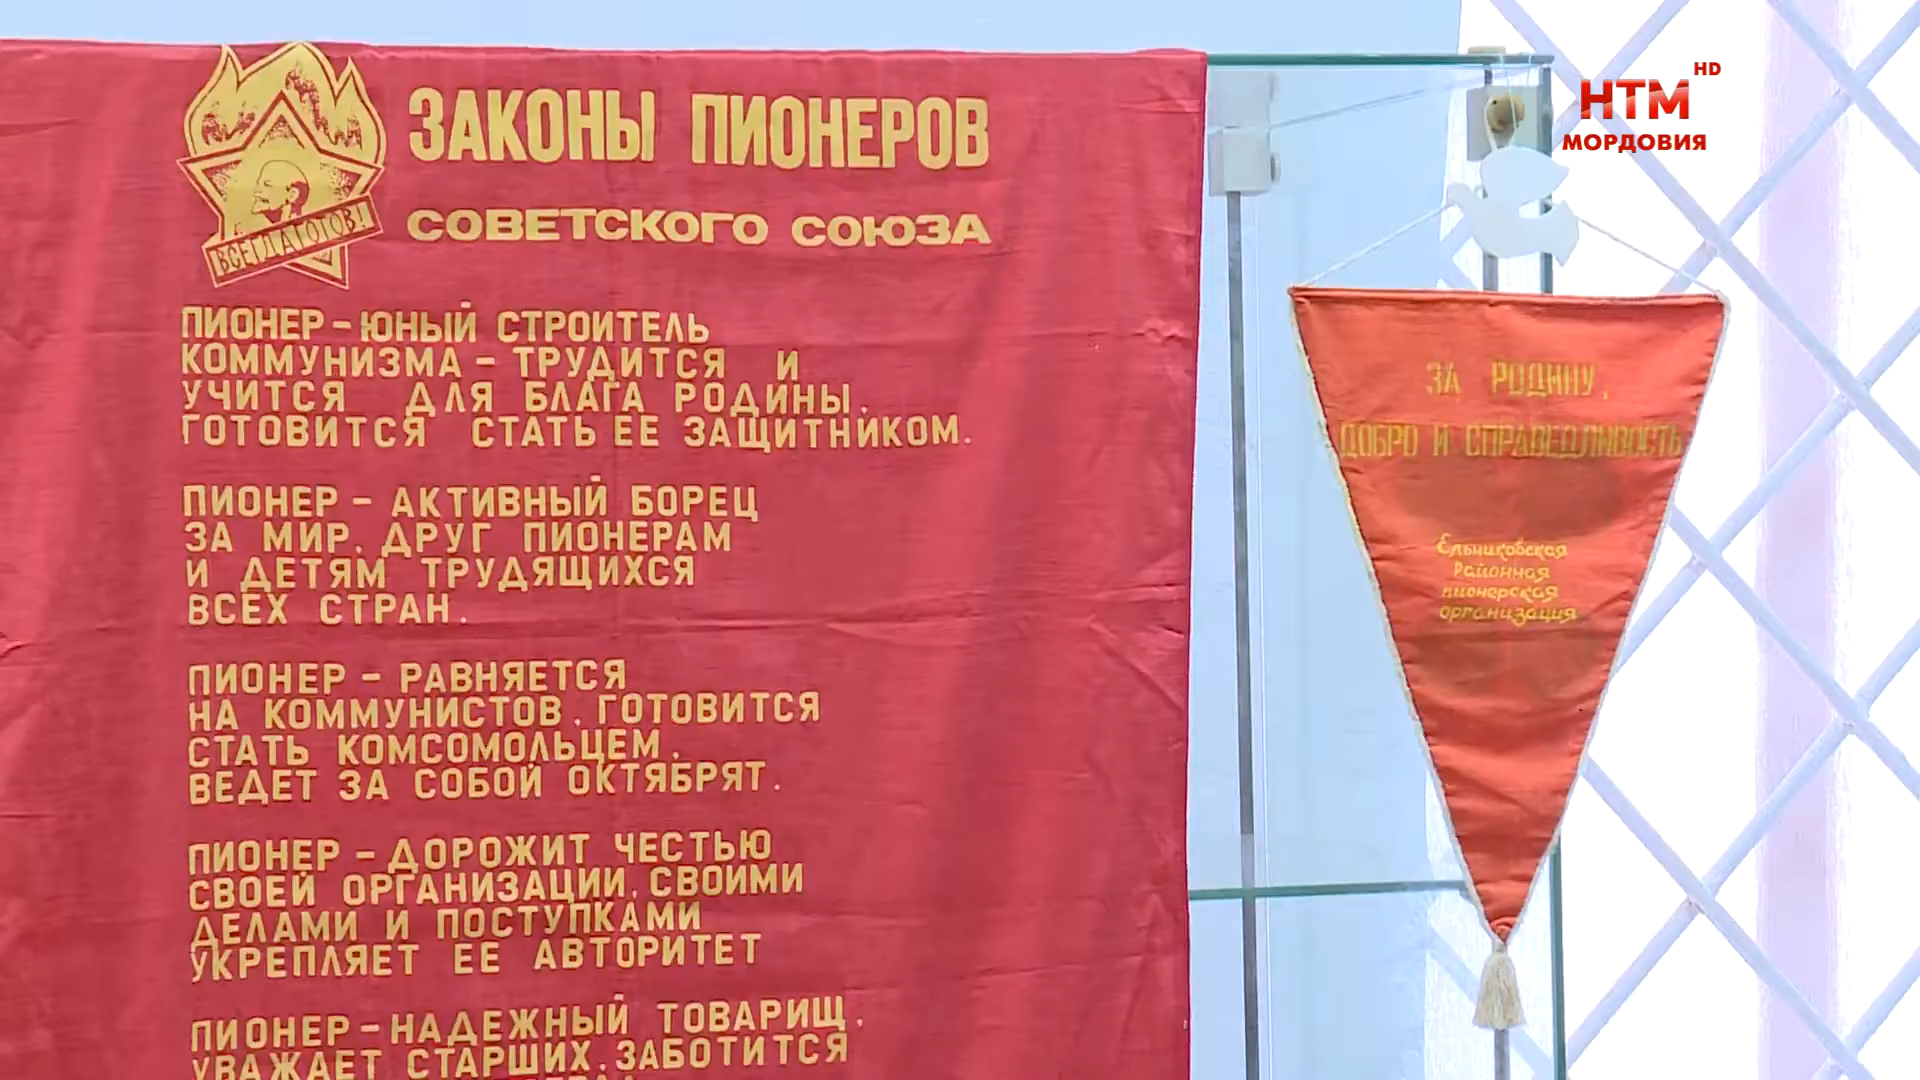 ЗАКОНЫ ПИОНЕРОВ
СОВЕТСКОГО СОЮЗА
ВСЕГДА ГОТОВ!
ПИОНЕР – ЮНЫЙ СТРОИТЕЛЬ
КОММУНИЗМА – ТРУДИТСЯ И
УЧИТСЯ ДЛЯ БЛАГА РОДИНЫ,
ГОТОВИТСЯ СТАТЬ ЕЕ ЗАЩИТНИКОМ.
ПИОНЕР – АКТИВНЫЙ БОРЕЦ
ЗА МИР, ДРУГ ПИОНЕРАМ
И ДЕТЯМ ТРУДЯЩИХСЯ
ВСЕХ СТРАН.
ПИОНЕР – РАВНЯЕТСЯ
НА КОММУНИСТОВ, ГОТОВИТСЯ
СТАТЬ КОМСОМОЛЬЦЕМ,
ВЕДЕТ ЗА СОБОЙ ОКТЯБРЯТ.
ПИОНЕР – ДОРОЖИТ ЧЕСТЬЮ
СВОЕЙ ОРГАНИЗАЦИИ, СВОИМИ
ДЕЛАМИ И ПОСТУПКАМИ
УКРЕПЛЯЕТ ЕЕ АВТОРИТЕТ
ПИОНЕР – НАДЕЖНЫЙ ТОВАРИЩ,
УВАЖАЕТ СТАРШИХ, ЗАБОТИТСЯ
ЗА РОДИНУ,
ДОБРО И СПРАВЕДЛИВОСТЬ
Ельниковская
Районная
пионерская
организация
НТМ HD
МОРДОВИЯ